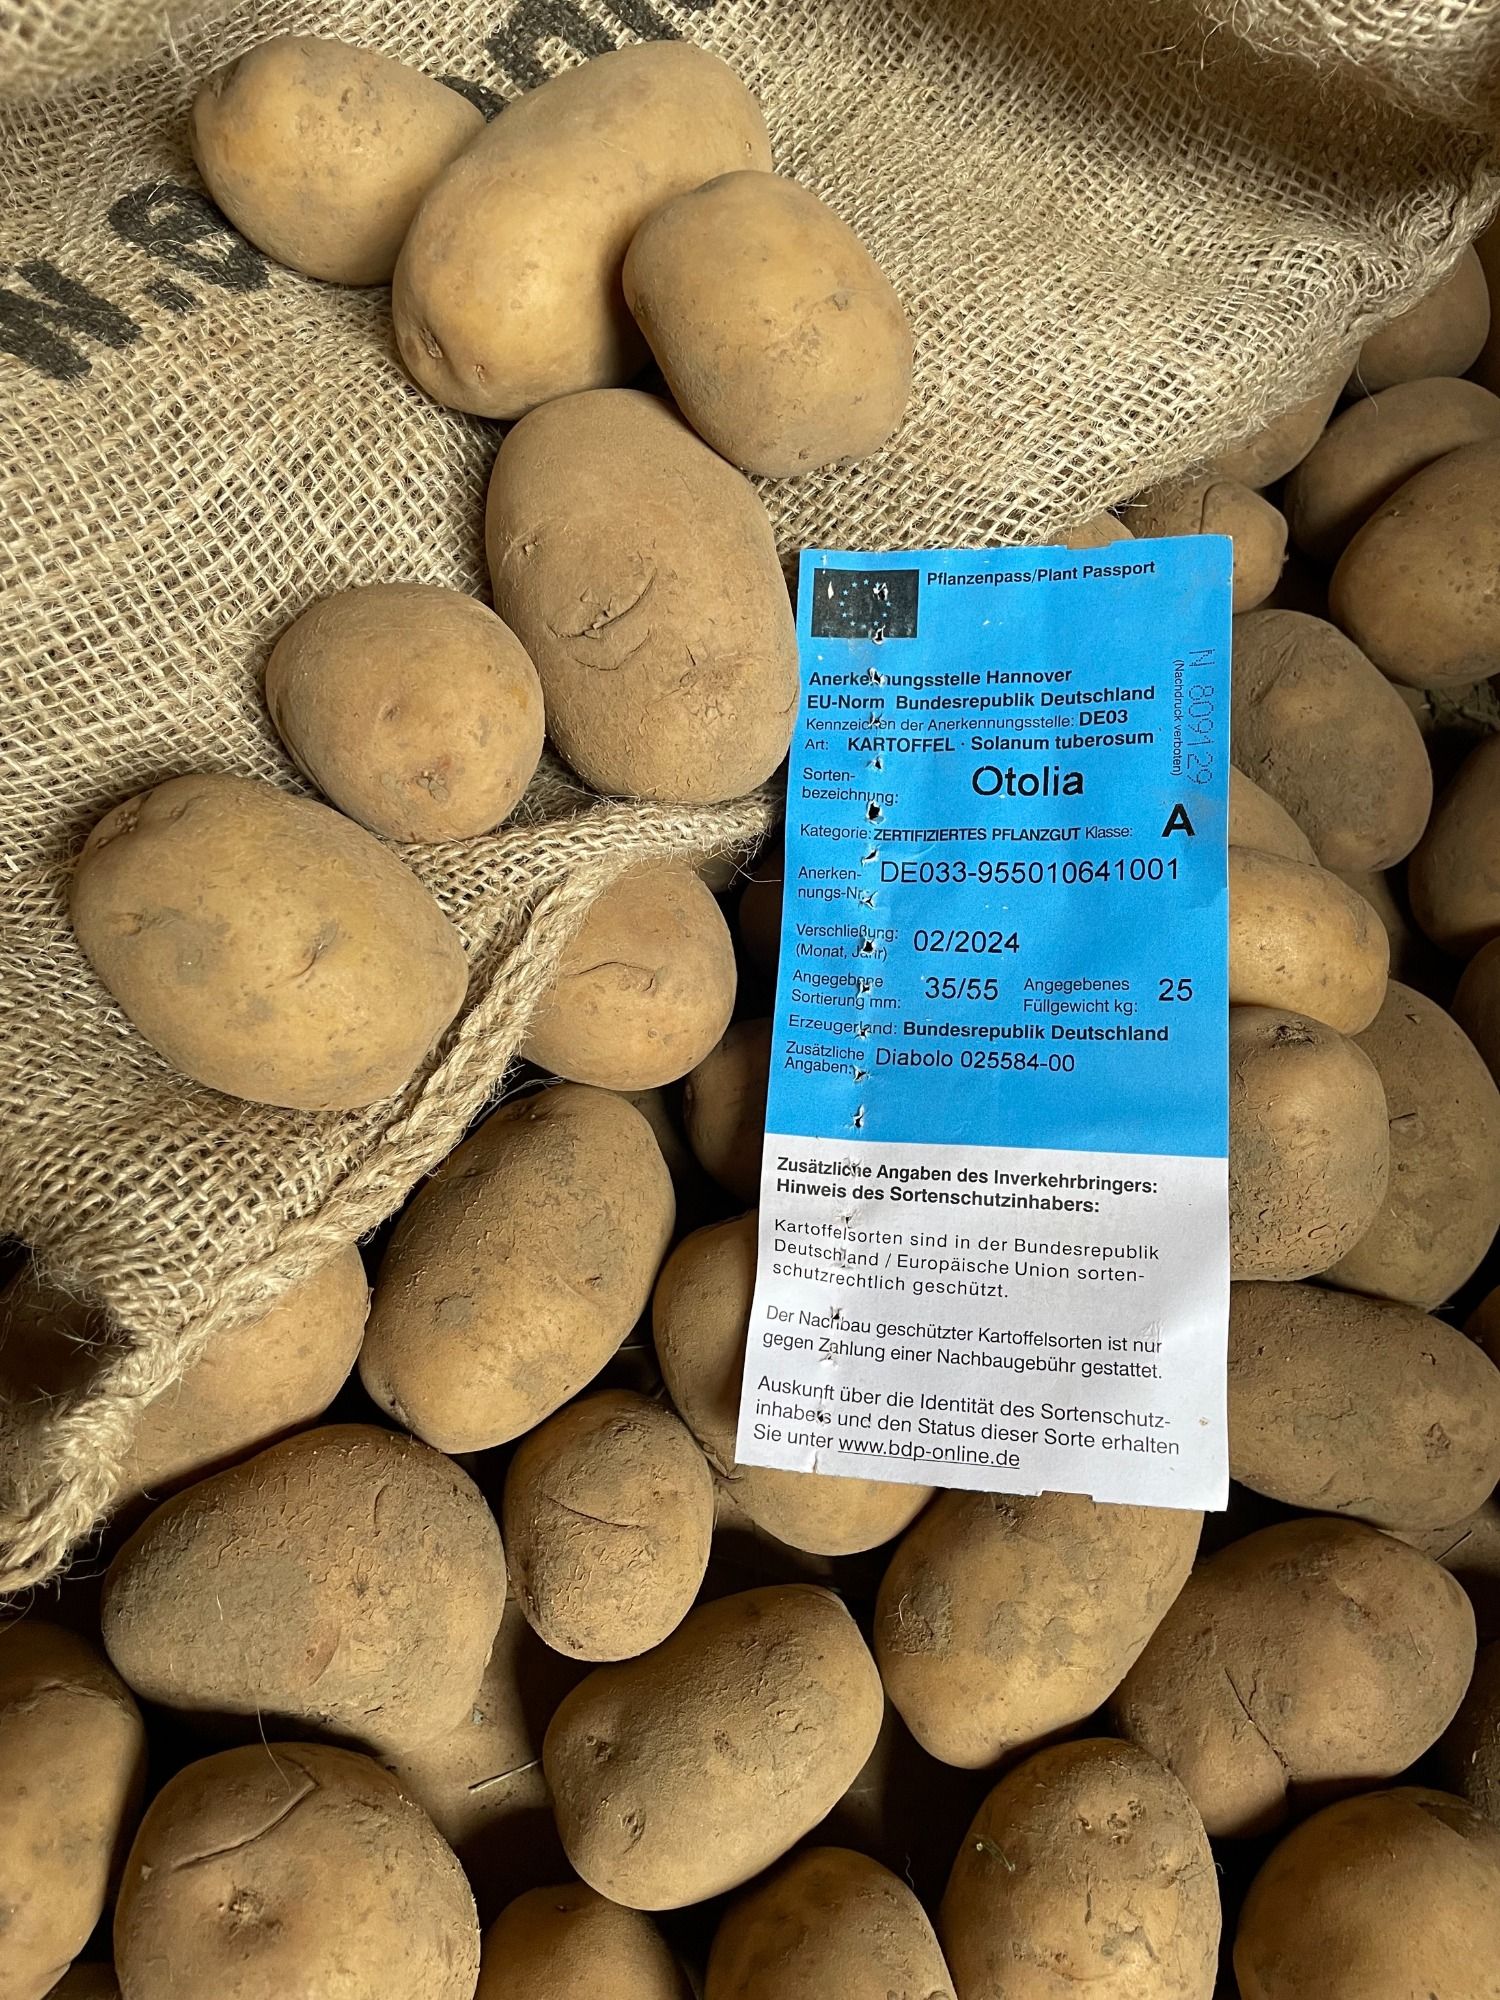 Pflanzenpass/Plant Passport
N 809129
(Nachdruck verboten)
Anerkennungsstelle Hannover
EU-Norm Bundesrepublik Deutschland
Kennzeichen der Anerkennungsstelle: DE03
Art: KARTOFFEL · Solanum tuberosum
Sorten-
bezeichnung: Otolia
Kategorie: ZERTIFIZIERTES PFLANZGUT Klasse: A
Anerken-
nungs-Nr.: DE033-955010641001
Verschließung:
(Monat, Jahr) 02/2024
Angegebene
Sortierung mm: 35/55
Angegebenes
Füllgewicht kg: 25
Erzeugerland: Bundesrepublik Deutschland
Zusätzliche
Angaben: Diabolo 025584-00
Zusätzliche Angaben des Inverkehrbringers:
Hinweis des Sortenschutzinhabers:
Kartoffelsorten sind in der Bundesrepublik
Deutschland / Europäische Union sorten-
schutzrechtlich geschützt.
Der Nachbau geschützter Kartoffelsorten ist nur
gegen Zahlung einer Nachbaugebühr gestattet.
Auskunft über die Identität des Sortenschutz-
inhabers und den Status dieser Sorte erhalten
Sie unter www.bdp-online.de